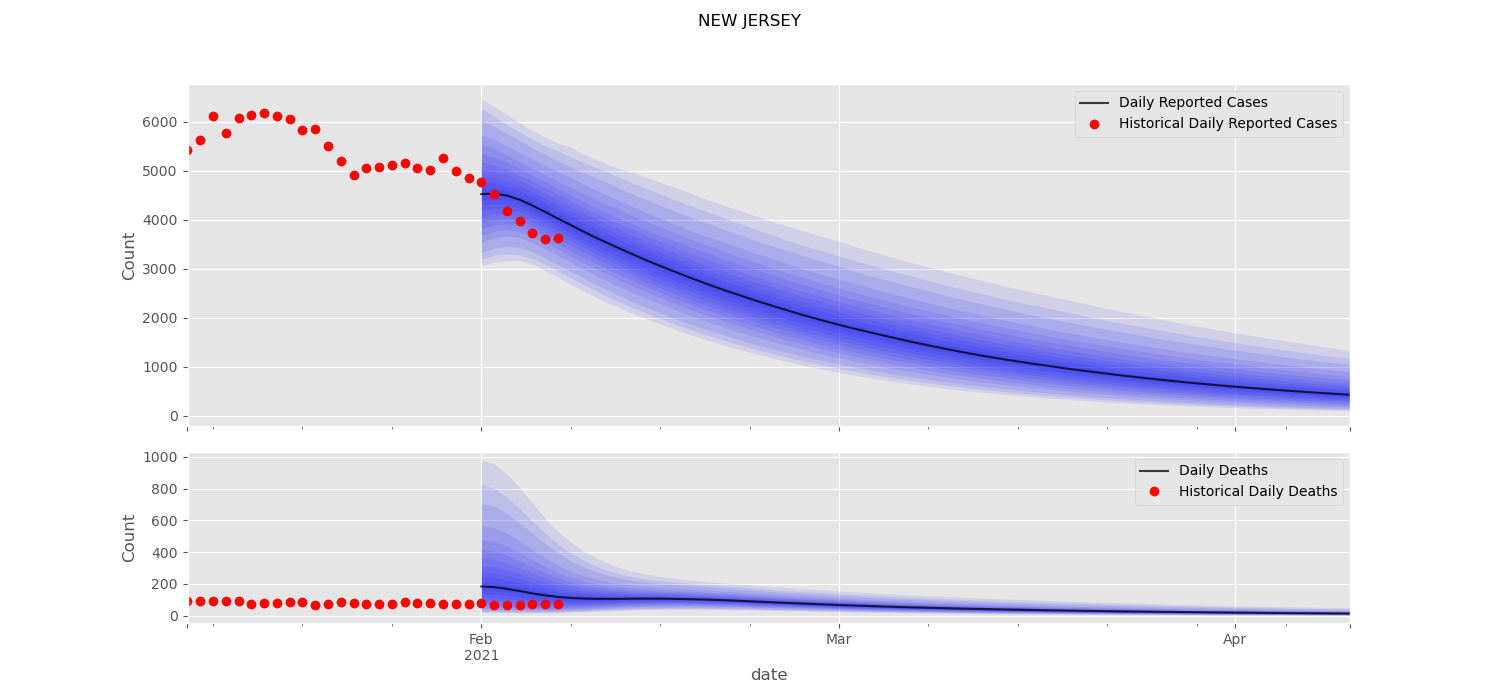 NEW JERSEY
Daily Reported Cases
Historical Daily Reported Cases
6000
5000
4000
3000
2000
1000
0
Count
Daily Deaths
Historical Daily Deaths
1000
800
600
400
200
0
Count
Feb
2021
Mar
Apr
date